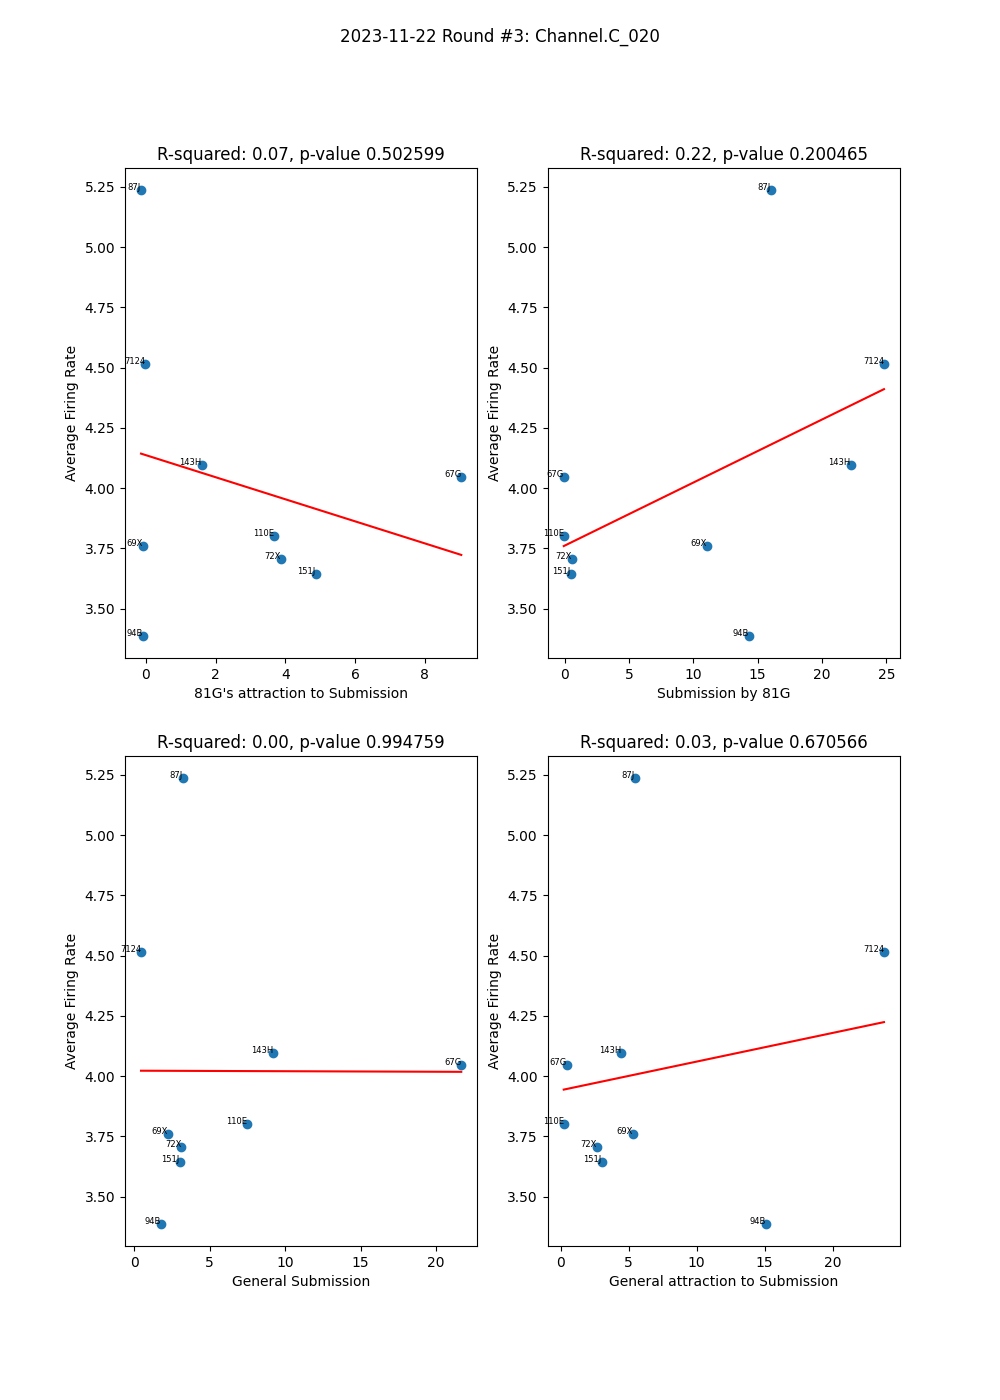 2023-11-22 Round #3: Channel.C_020
R-squared: 0.07, p-value 0.502599
5.25
5.00
4.75
4.50
4.25
4.00
3.75
3.50
Average Firing Rate
87J
7124
143H
67G
110E
69X
72X
151J
94B
0 2 4 6 8
81G's attraction to Submission
R-squared: 0.22, p-value 0.200465
5.25
5.00
4.75
4.50
4.25
4.00
3.75
3.50
Average Firing Rate
87J
7124
143H
67G
110E
69X
72X
151J
94B
0 5 10 15 20 25
Submission by 81G
R-squared: 0.00, p-value 0.994759
5.25
5.00
4.75
4.50
4.25
4.00
3.75
3.50
Average Firing Rate
87J
7124
143H
67G
110E
69X
72X
151J
94B
0 5 10 15 20
General Submission
R-squared: 0.03, p-value 0.670566
5.25
5.00
4.75
4.50
4.25
4.00
3.75
3.50
Average Firing Rate
87J
7124
143H
67G
110E
69X
72X
151J
94B
0 5 10 15 20
General attraction to Submission